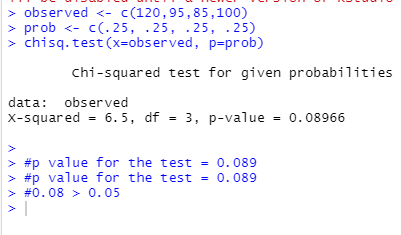 > observed <- c(120,95,85,100)
> prob <- c(.25, .25, .25, .25)
> chisq.test(x=observed, p=prob)
Chi-squared test for given probabilities
data:  observed
X-squared = 6.5, df = 3, p-value = 0.08966
>
> #p value for the test = 0.089
> #p value for the test = 0.089
> #0.08 > 0.05
>